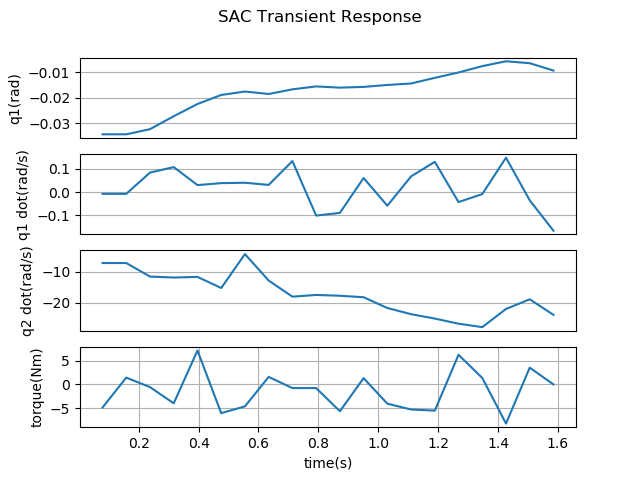 SAC Transient Response
q1(rad)
−0.01
−0.02
−0.03
q1 dot(rad/s)
0.1
0.0
−0.1
q2 dot(rad/s)
−10
−20
torque(Nm)
5
0
−5
0.2 0.4 0.6 0.8 1.0 1.2 1.4 1.6
time(s)